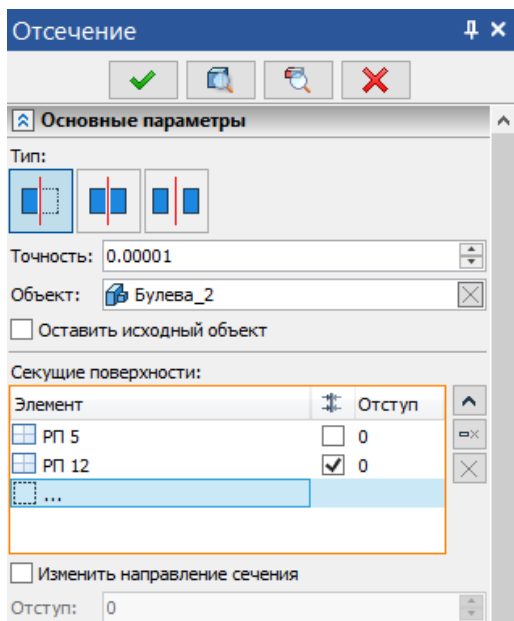 Отсечение
Основные параметры
Тип:
Точность: 0.00001
Объект: Булева_2
Оставить исходный объект
Секущие поверхности:
Элемент Отступ
РП 5 0
РП 12 0
...
Изменить направление сечения
Отступ: 0